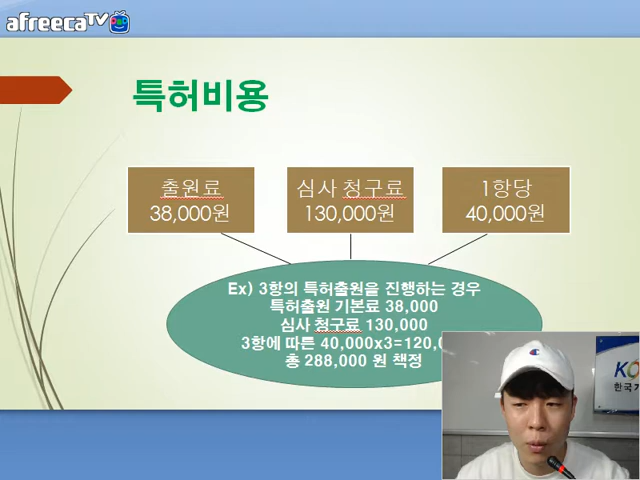 afreecaTV
특허비용
출원료
38,000원
심사 청구료
130,000원
1항당
40,000원
Ex) 3항의 특허출원을 진행하는 경우
특허출원 기본료 38,000
심사 청구료 130,000
3항에 따른 40,000x3=120,0
총 288,000 원 책정
KO
한국기